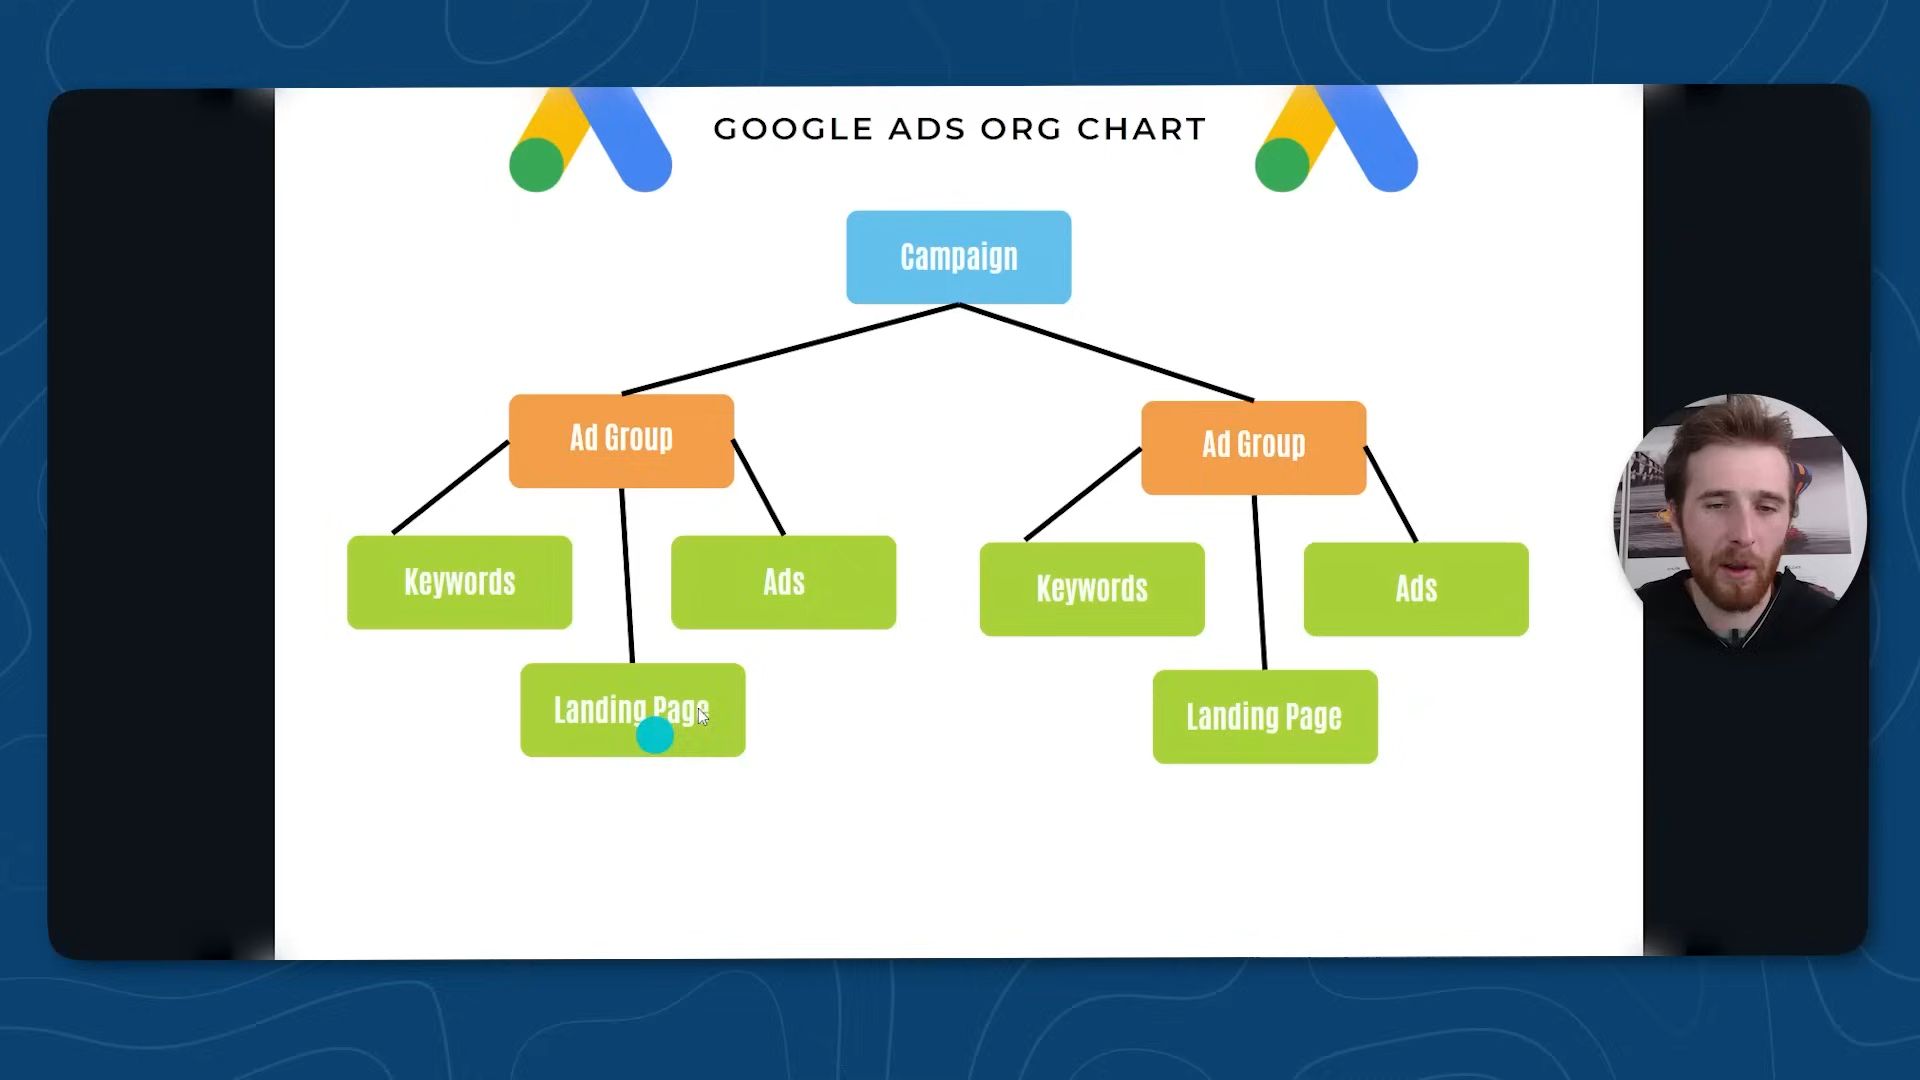 GOOGLE ADS ORG CHART
Campaign
Ad Group
Ad Group
Keywords
Ads
Keywords
Ads
Landing Page
Landing Page